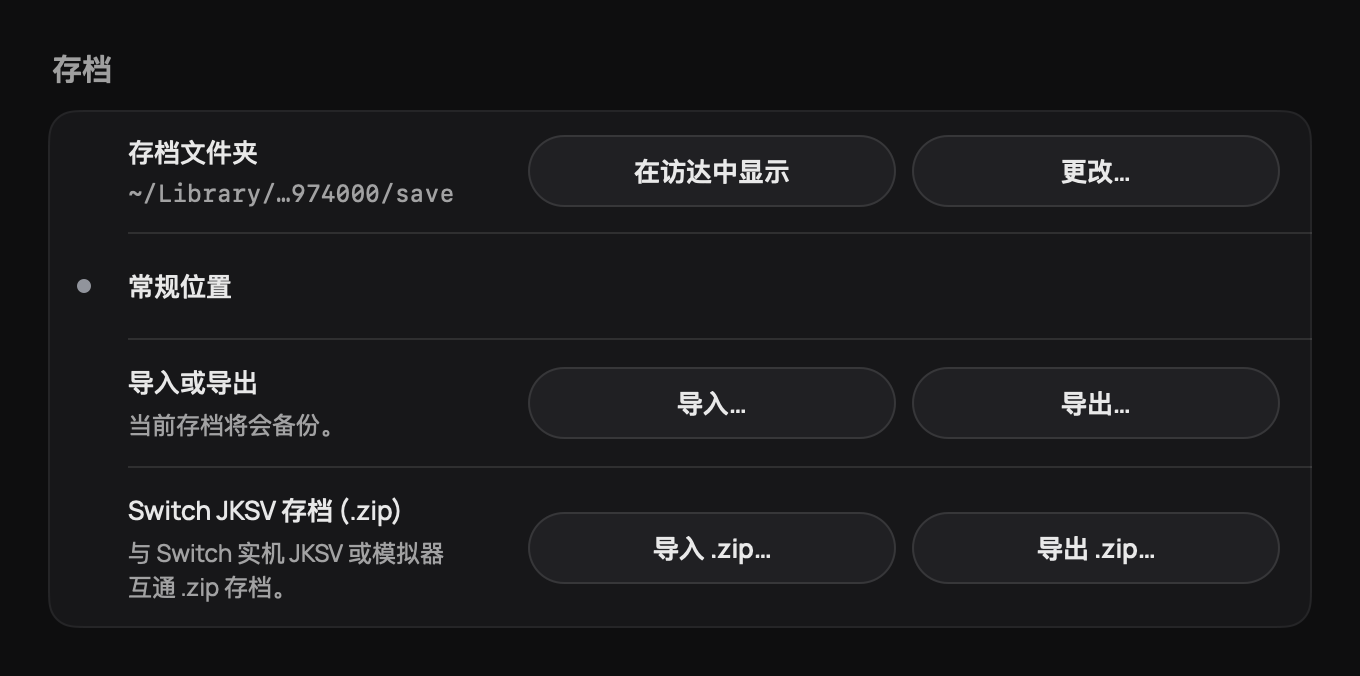 存档
存档文件夹
~/Library/…974000/save
在访达中显示
更改…
常规位置
导入或导出
当前存档将会备份。
导入…
导出…
Switch JKSV 存档 (.zip)
与 Switch 实机 JKSV 或模拟器
互通 .zip 存档。
导入 .zip…
导出 .zip…